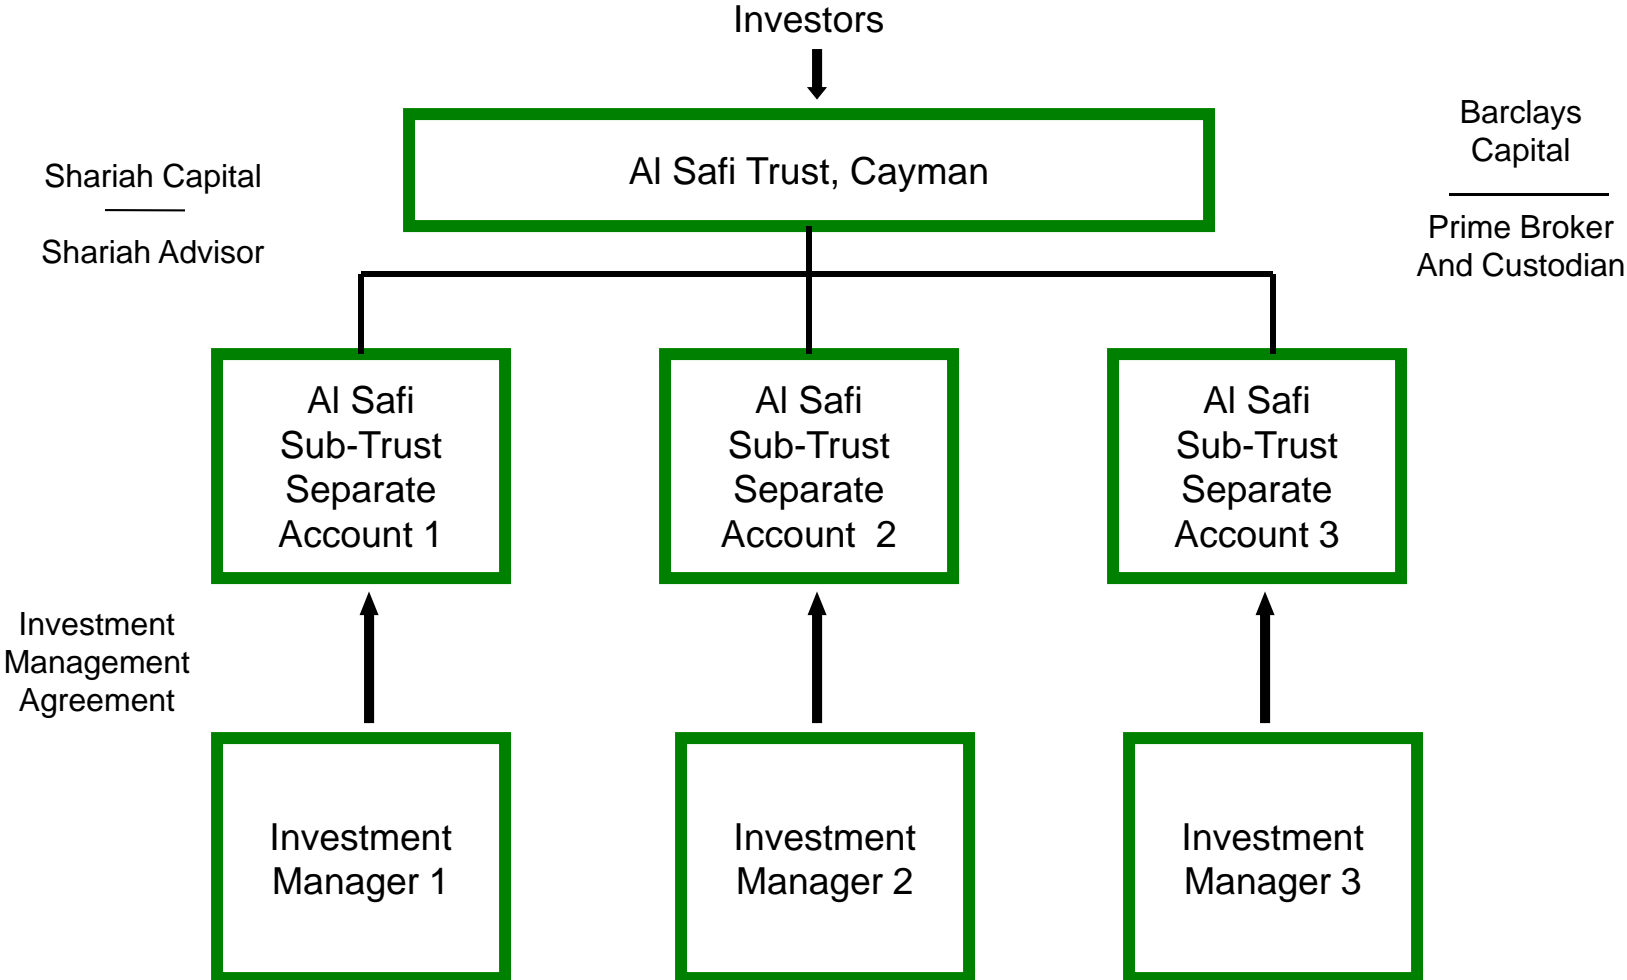 Investors
Al Safi Trust, Cayman
Shariah Capital
Shariah Advisor
Barclays
Capital
Prime Broker
And Custodian
Al Safi
Sub-Trust
Separate
Account 1
Al Safi
Sub-Trust
Separate
Account  2
Al Safi
Sub-Trust
Separate
Account 3
Investment
Management
Agreement
Investment
Manager 1
Investment
Manager 2
Investment
Manager 3